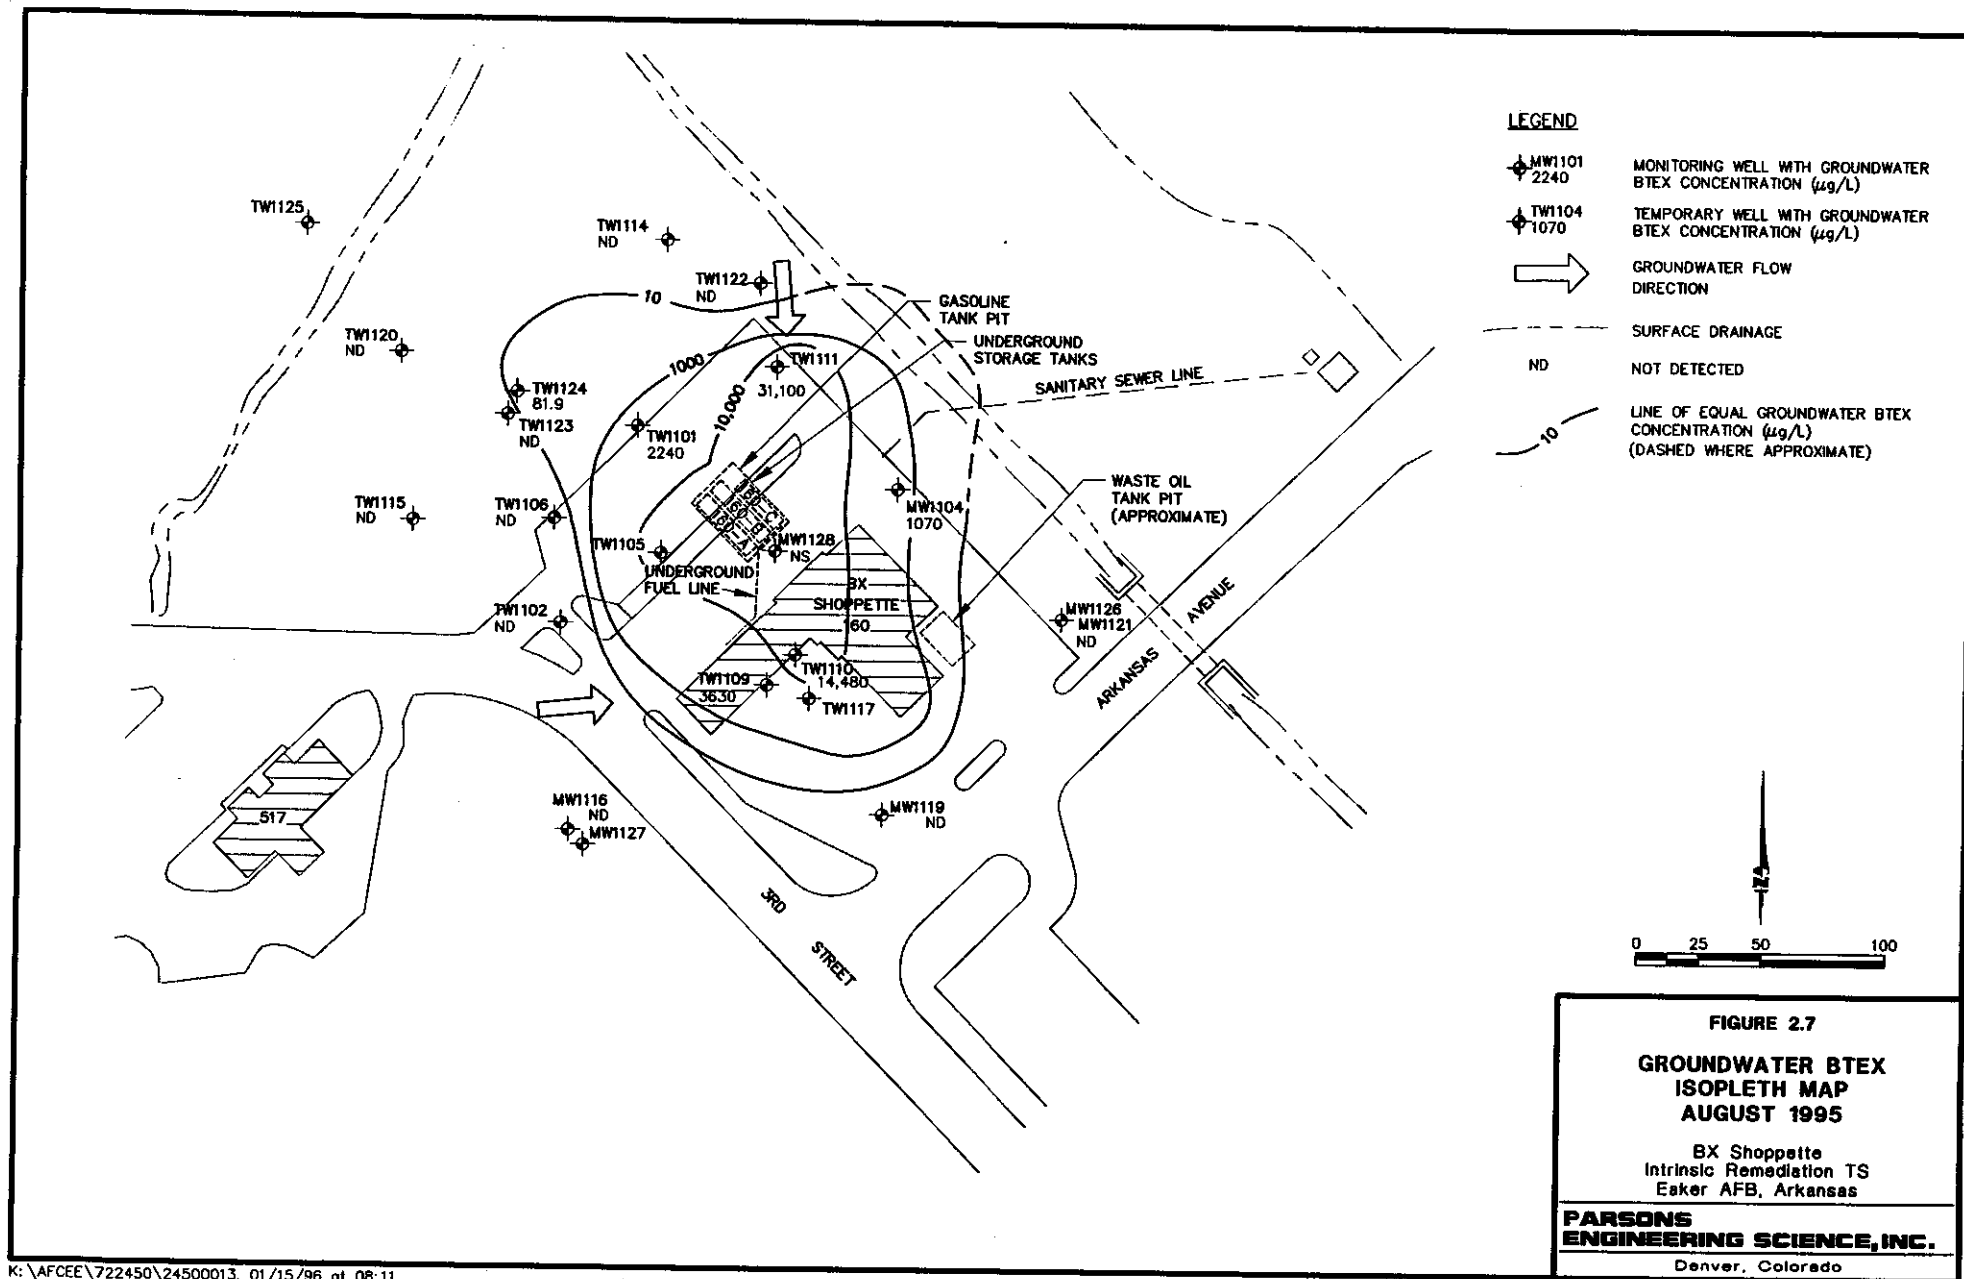 LEGEND
MW1101
2240
MONITORING WELL WITH GROUNDWATER
BTEX CONCENTRATION (µg/L)
TW1104
1070
TEMPORARY WELL WITH GROUNDWATER
BTEX CONCENTRATION (µg/L)
GROUNDWATER FLOW
DIRECTION
SURFACE DRAINAGE
ND
NOT DETECTED
10
LINE OF EQUAL GROUNDWATER BTEX
CONCENTRATION (µg/L)
(DASHED WHERE APPROXIMATE)
TW1125
TW1114
ND
TW1122
ND
10
GASOLINE
TANK PIT
UNDERGROUND
STORAGE TANKS
TW1120
ND
1000
TW1111
31,100
SANITARY SEWER LINE
TW1124
81.9
TW1123
ND
10,000
TW1101
2240
WASTE OIL
TANK PIT
(APPROXIMATE)
TW1115
ND
TW1106
ND
MW1104
1070
TW1105
MW1128
NS
UNDERGROUND
FUEL LINE
BX
SHOPPETTE
160
TW1102
ND
MW1126
MW1121
ND
ARKANSAS AVENUE
TW1110
14,480
TW1109
3630
TW1117
517
MW1116
ND
MW1127
MW1119
ND
3RD STREET
N
0 25 50 100
FIGURE 2.7
GROUNDWATER BTEX
ISOPLETH MAP
AUGUST 1995
BX Shoppette
Intrinsic Remediation TS
Eaker AFB, Arkansas
PARSONS
ENGINEERING SCIENCE, INC.
Denver, Colorado
K:\AFCEE\722450\24500013, 01/15/96 at 08:11